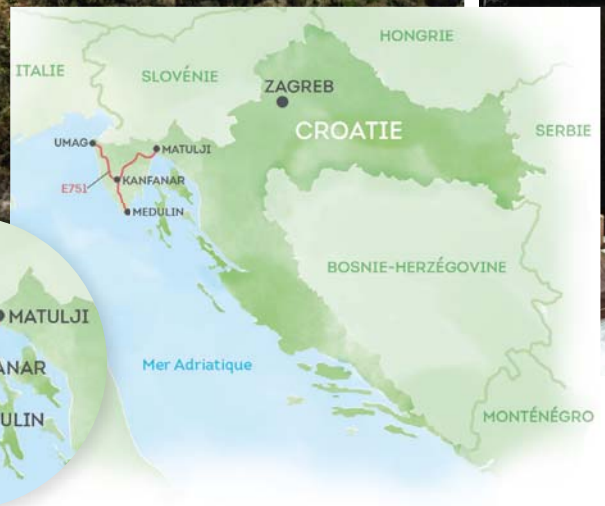 HONGRIE
ITALIE
SLOVÉNIE
ZAGREB
CROATIE
SERBIE
UMAG
MATULJI
KANFANAR
E751
MEDULIN
BOSNIE-HERZÉGOVINE
MATULJI
Mer Adriatique
ANAR
ULIN
MONTÉNÉGRO